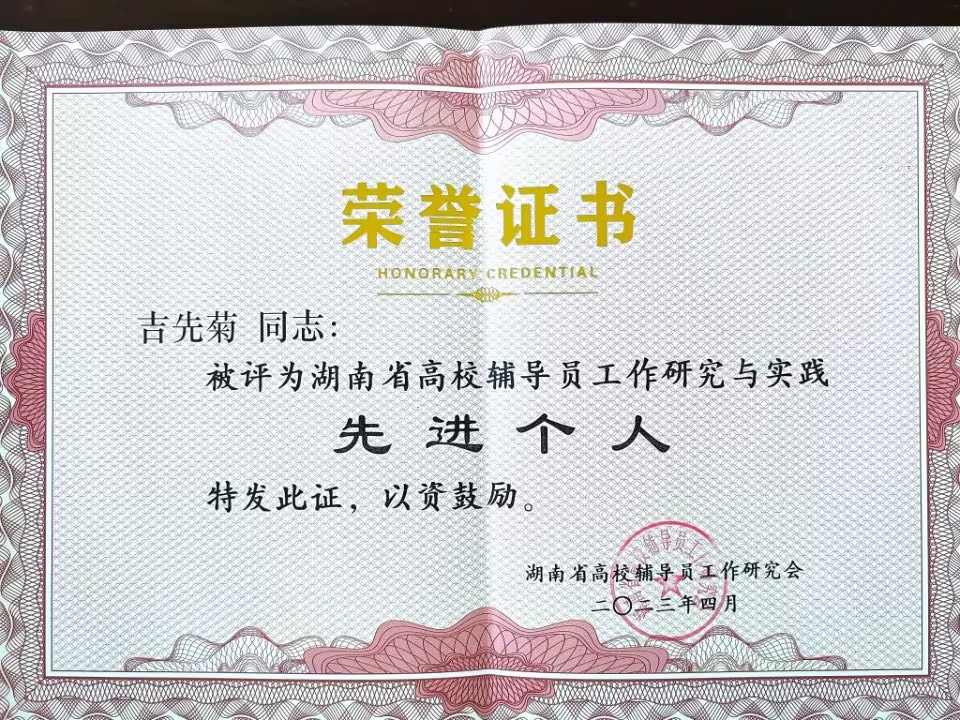 荣誉证书
HONORARY CREDENTIAL
吉先菊 同志:
被评为湖南省高校辅导员工作研究与实践
先进个人
特发此证，以资鼓励。
湖南省高校辅导员工作研究会
二〇二三年四月